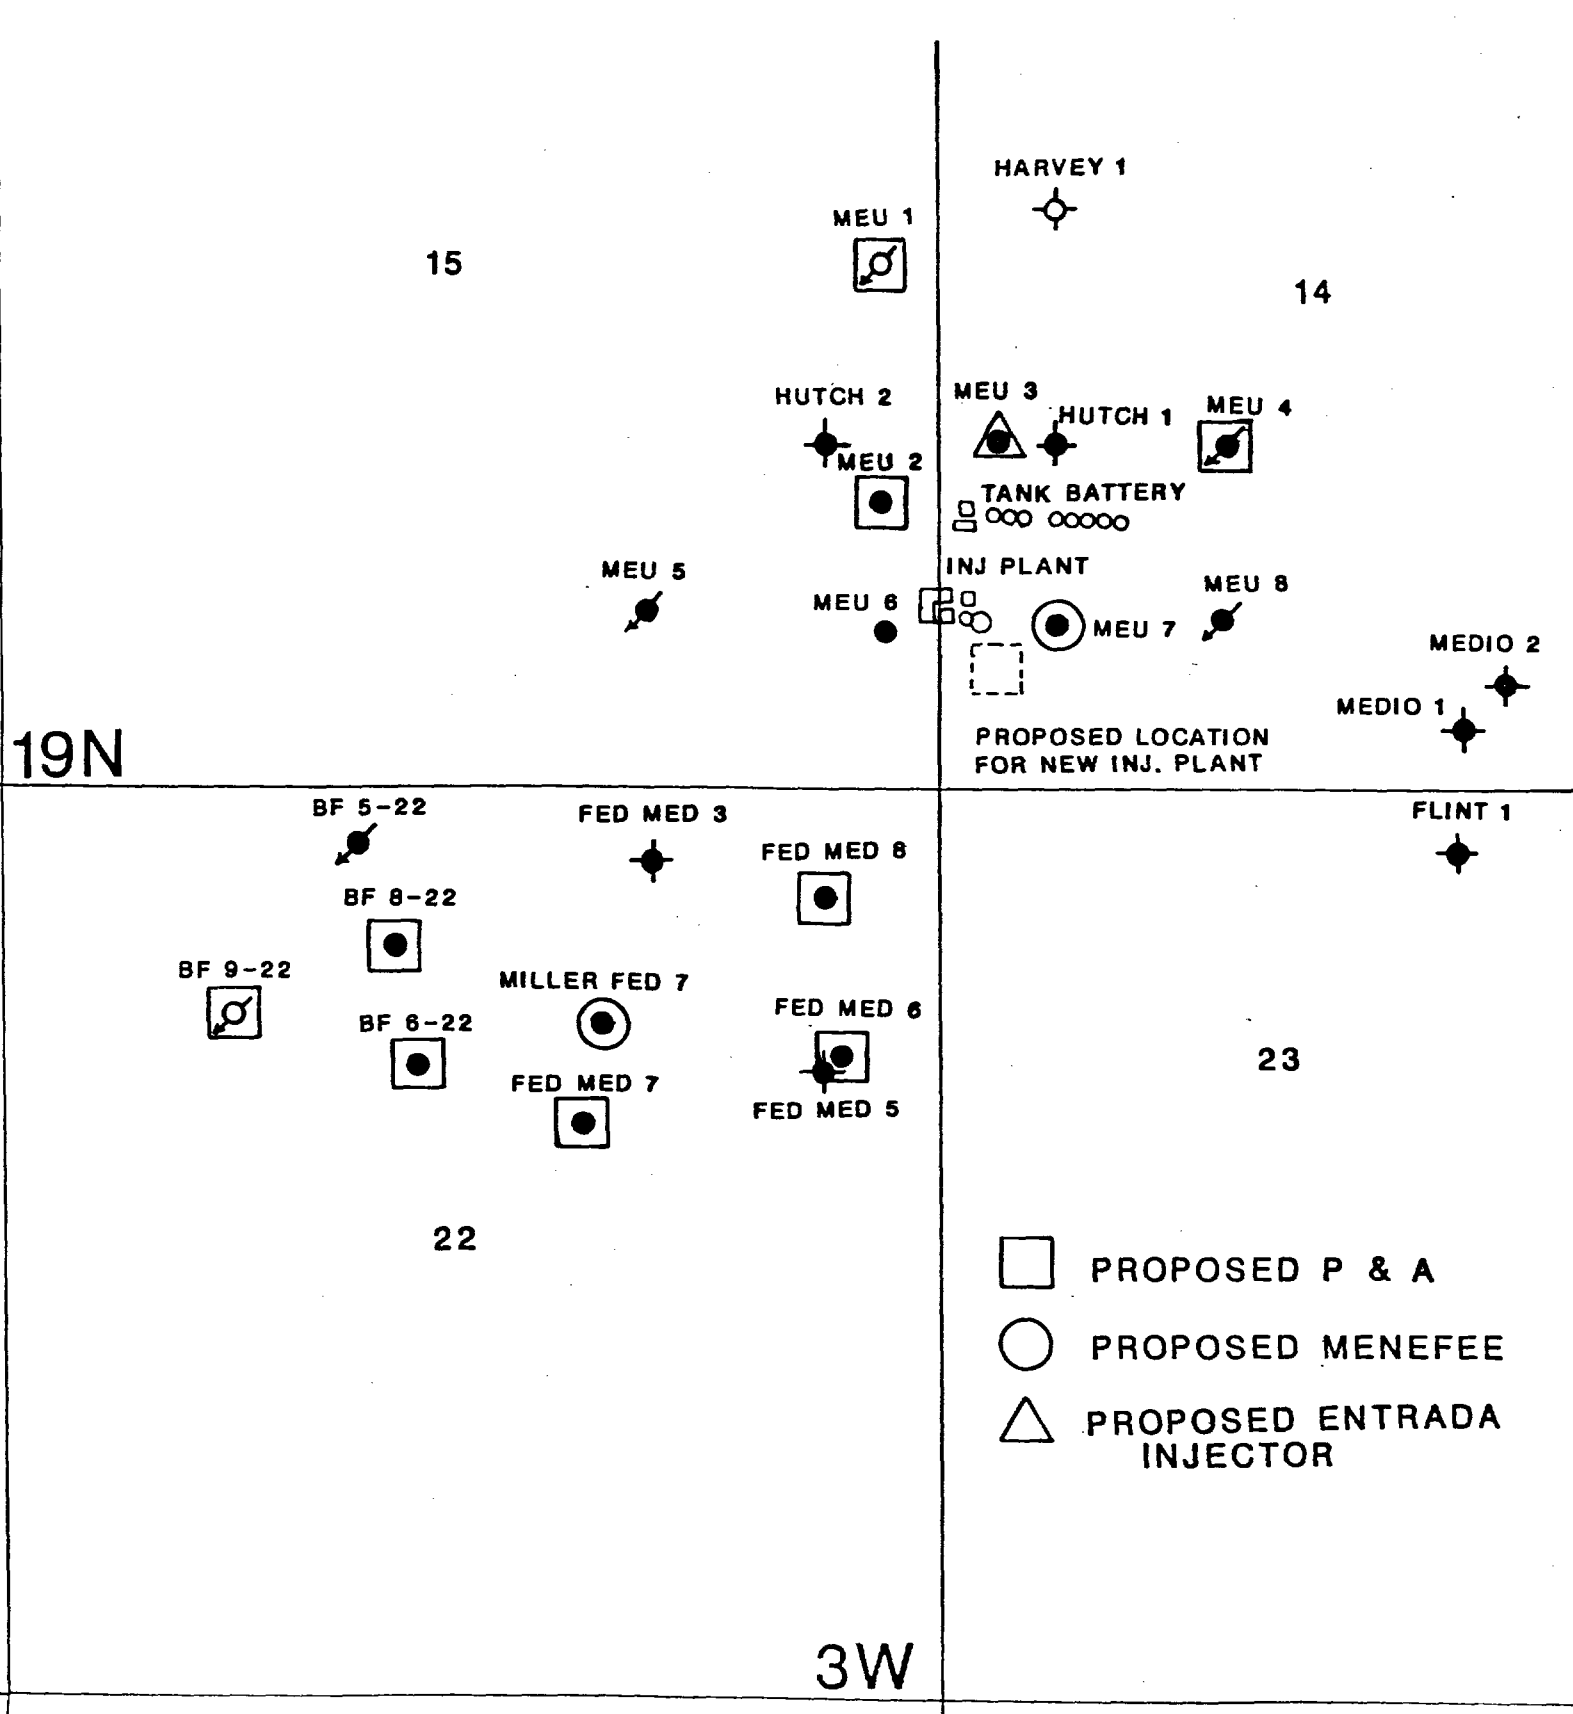 HARVEY 1
MEU 1
15
14
MEU 3
HUTCH 2
HUTCH 1
MEU 4
MEU 2
TANK BATTERY
INJ PLANT
MEU 5
MEU 8
MEU 6
MEU 7
MEDIO 2
MEDIO 1
PROPOSED LOCATION
FOR NEW INJ. PLANT
19N
BF 5-22
FED MED 3
FLINT 1
FED MED 8
BF 8-22
BF 9-22
MILLER FED 7
FED MED 6
BF 6-22
23
FED MED 7
FED MED 5
22
PROPOSED P & A
PROPOSED MENEFEE
PROPOSED ENTRADA
INJECTOR
3W